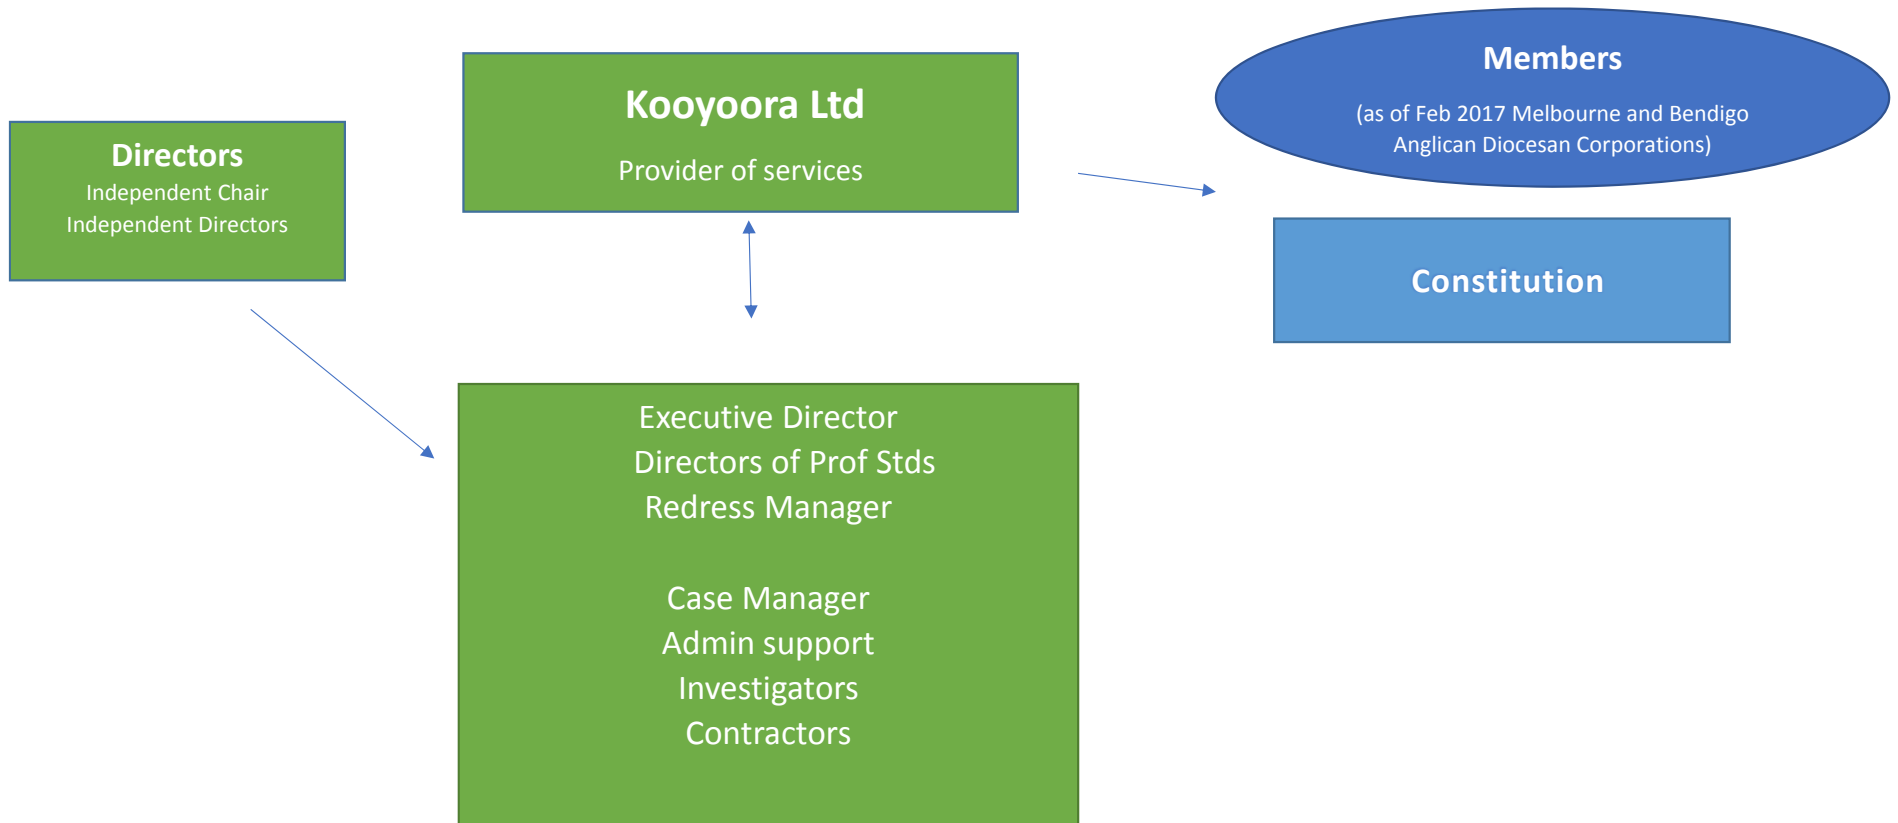 Directors
Independent Chair
Independent Directors
Kooyoora Ltd
Provider of services
Members
(as of Feb 2017 Melbourne and Bendigo
Anglican Diocesan Corporations)
Constitution
Executive Director
Directors of Prof Stds
Redress Manager
Case Manager
Admin support
Investigators
Contractors